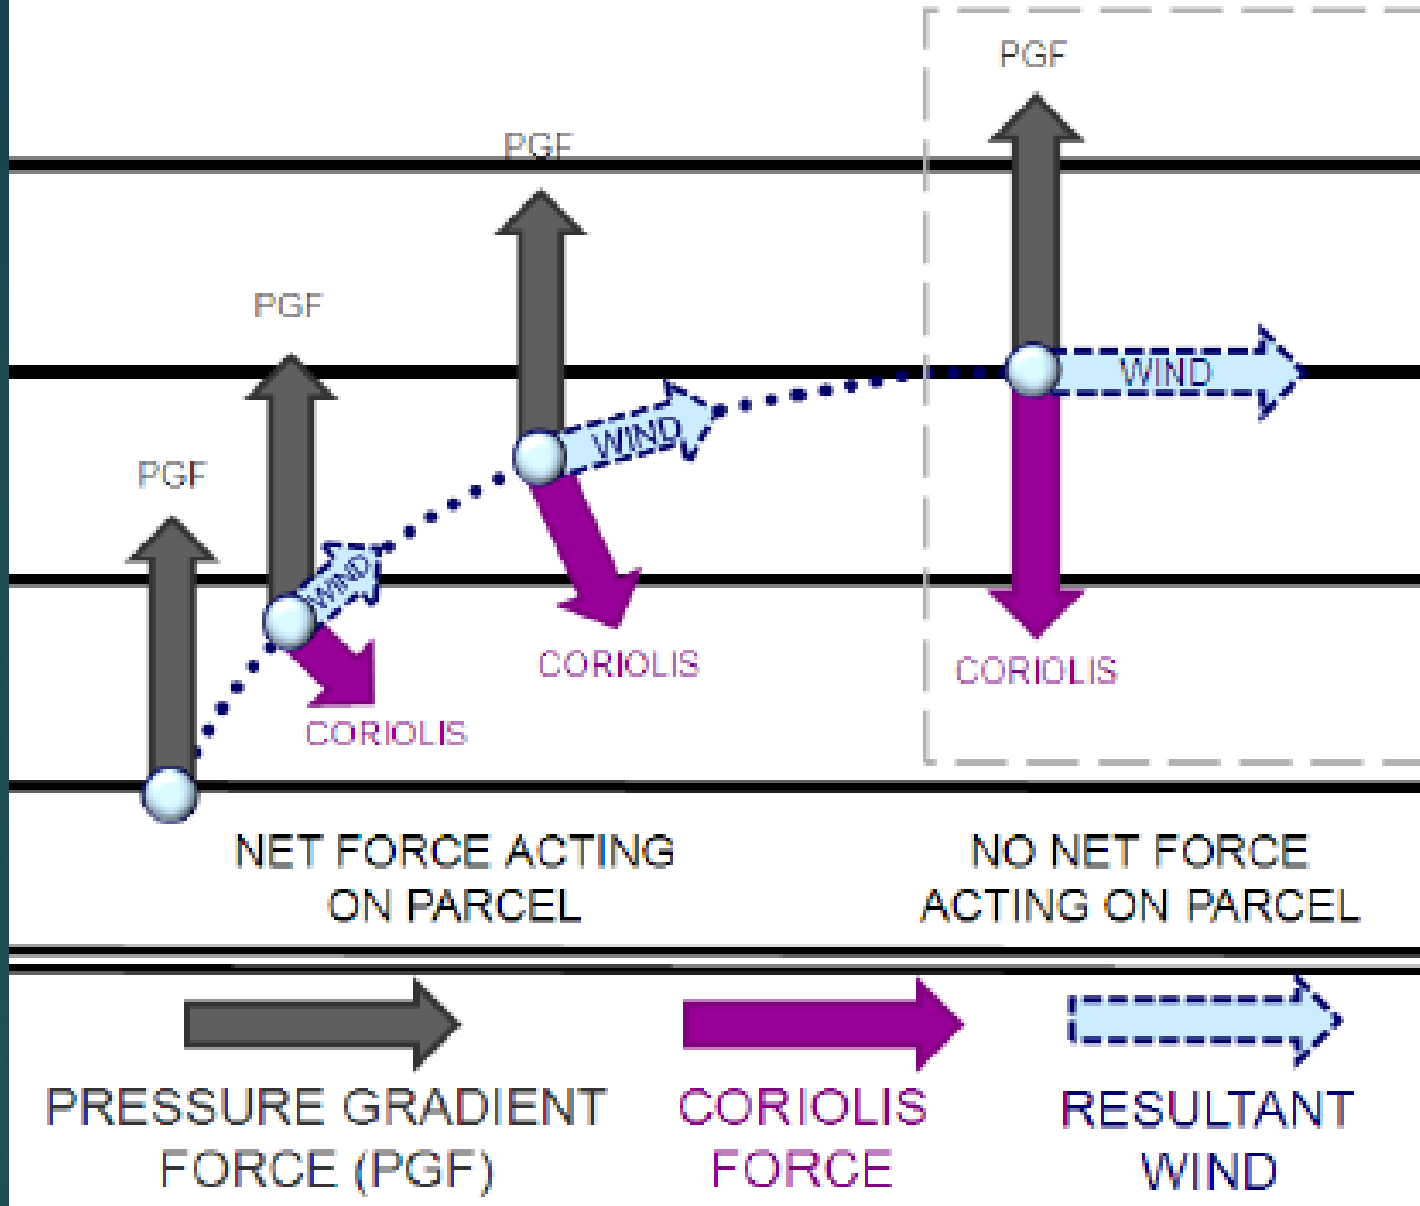 PGF
PGF
PGF
PGF
WIND
WIND
WIND
CORIOLIS
CORIOLIS
CORIOLIS
NET FORCE ACTING
ON PARCEL
NO NET FORCE
ACTING ON PARCEL
PRESSURE GRADIENT
FORCE (PGF)
CORIOLIS
FORCE
RESULTANT
WIND